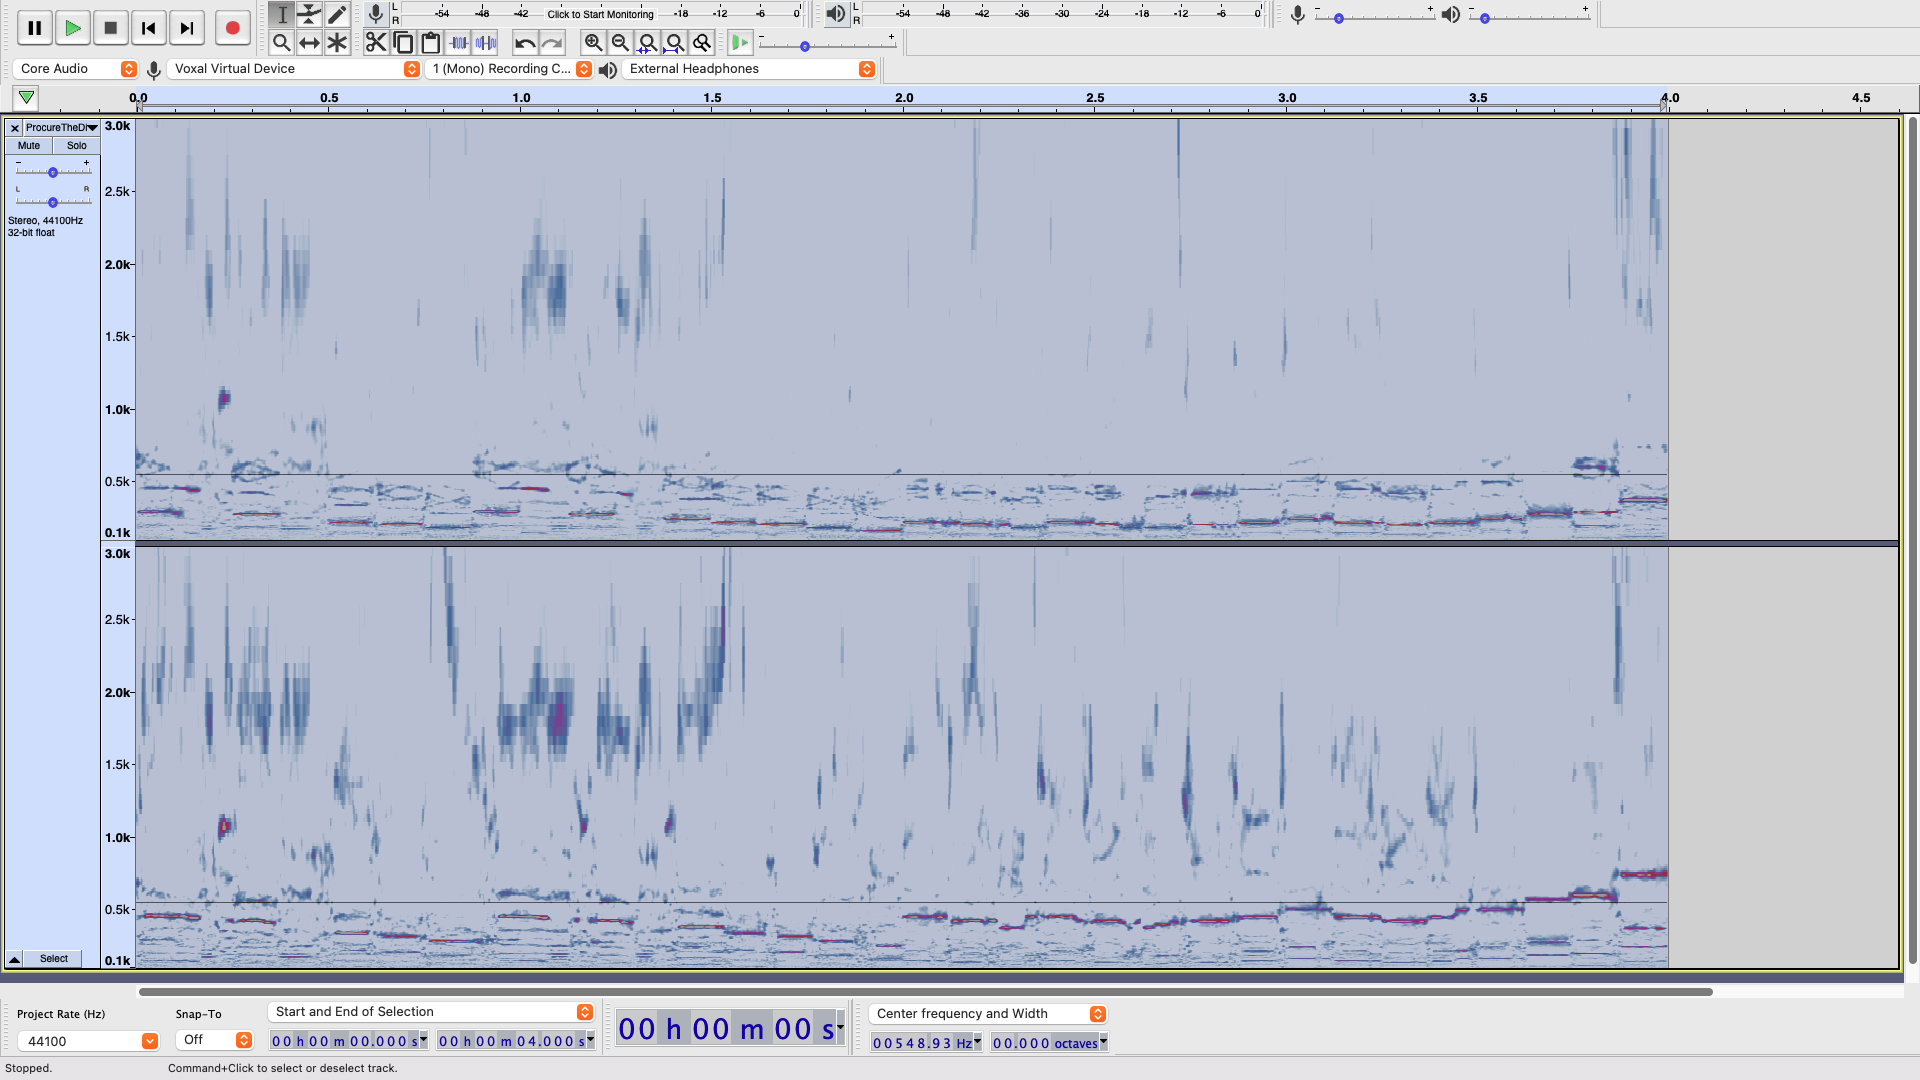 L
R
-54 -48 -42 Click to Start Monitoring -18 -12 -6 0
L
R
-54 -48 -42 -36 -30 -24 -18 -12 -6 0
- +
- +
- +
Core Audio
Voxal Virtual Device
1 (Mono) Recording C...
External Headphones
0.0 0.5 1.0 1.5 2.0 2.5 3.0 3.5 4.0 4.5
× ProcureTheDi
Mute Solo
- +
L R
Stereo, 44100Hz
32-bit float
3.0k
2.5k
2.0k
1.5k
1.0k
0.5k
0.1k
3.0k
2.5k
2.0k
1.5k
1.0k
0.5k
0.1k
Select
Project Rate (Hz)
44100
Snap-To
Off
Start and End of Selection
00 h 00 m 00.000 s
00 h 00 m 04.000 s
00 h 00 m 00 s
Center frequency and Width
00548.93 Hz
00.000 octaves
Stopped.
Command+Click to select or deselect track.